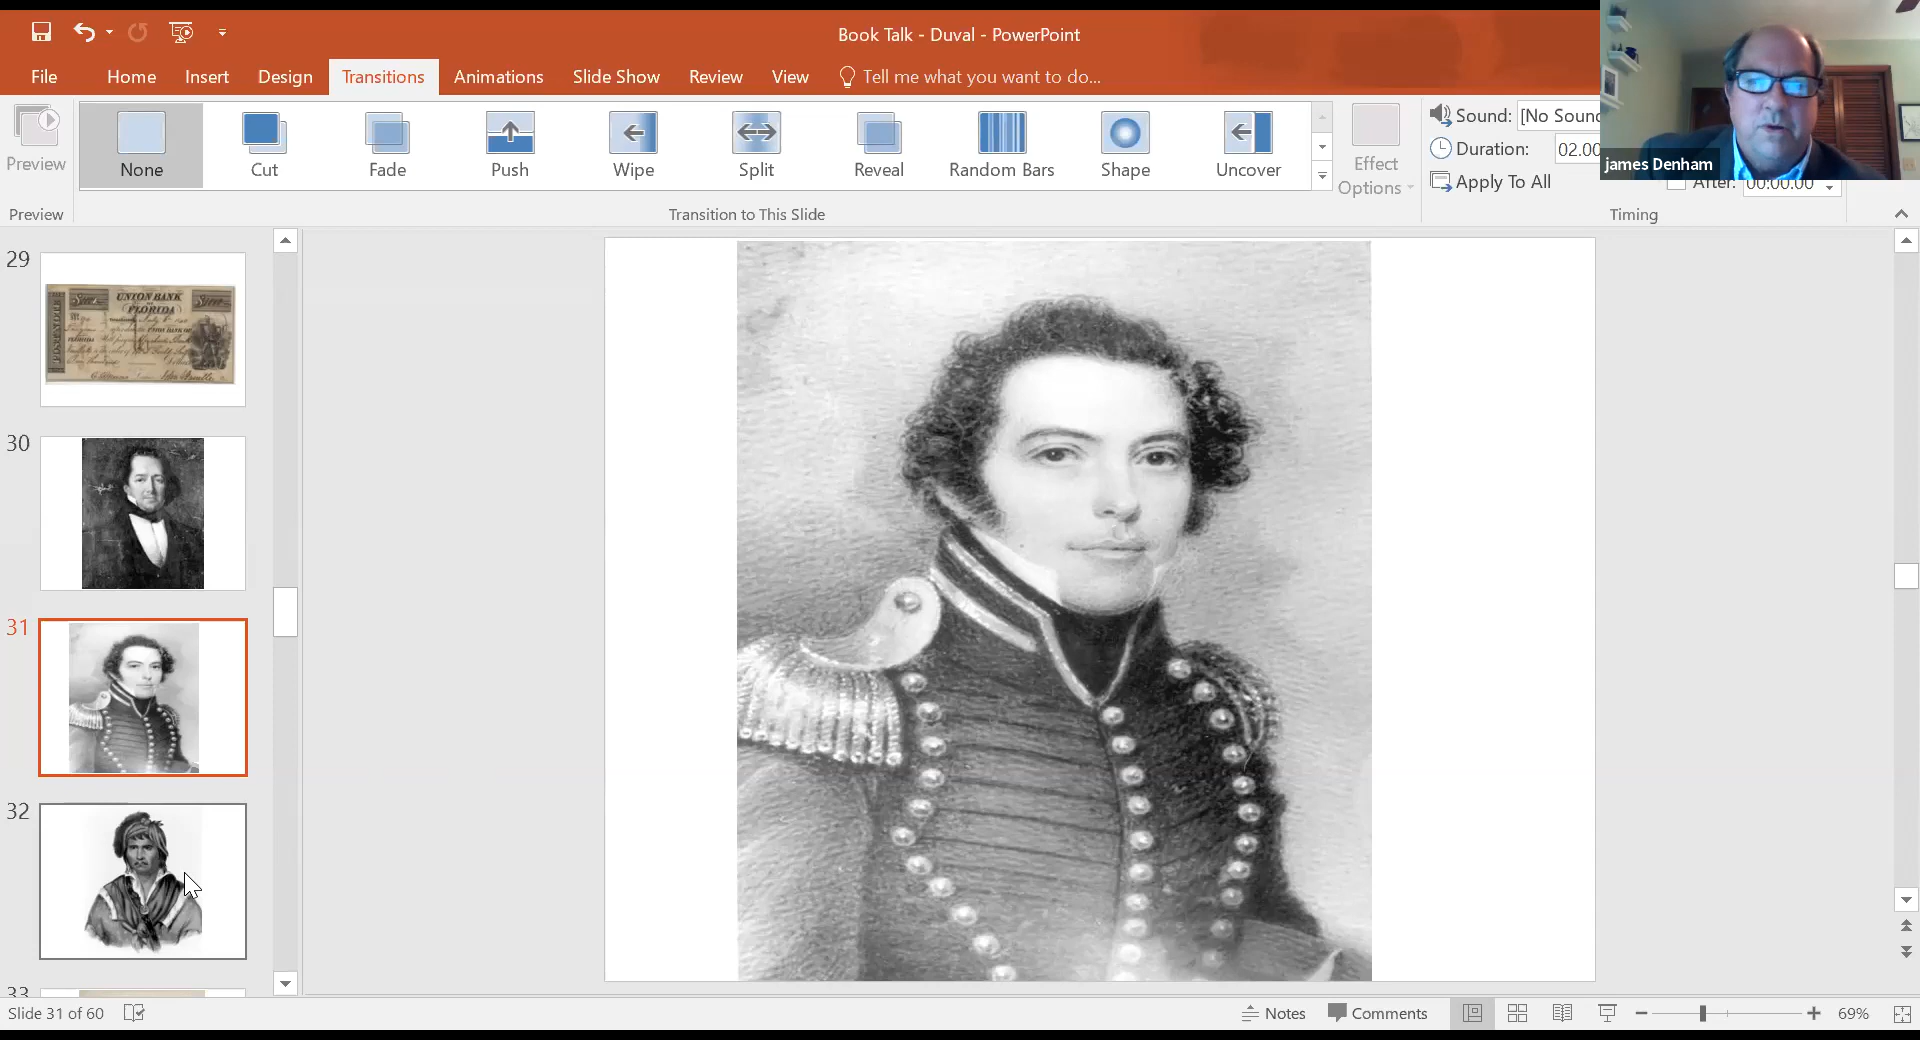 Book Talk - Duval - PowerPoint
File Home Insert Design Transitions Animations Slide Show Review View Tell me what you want to do...
Preview
None Cut Fade Push Wipe Split Reveal Random Bars Shape Uncover
Effect
Options
Sound: [No Soun
Duration: 02.00
Apply To All
After: 00:00.00
james Denham
Preview Transition to This Slide Timing
29
UNION BANK
FLORIDA
30
31
32
33
Slide 31 of 60 Notes Comments 69%